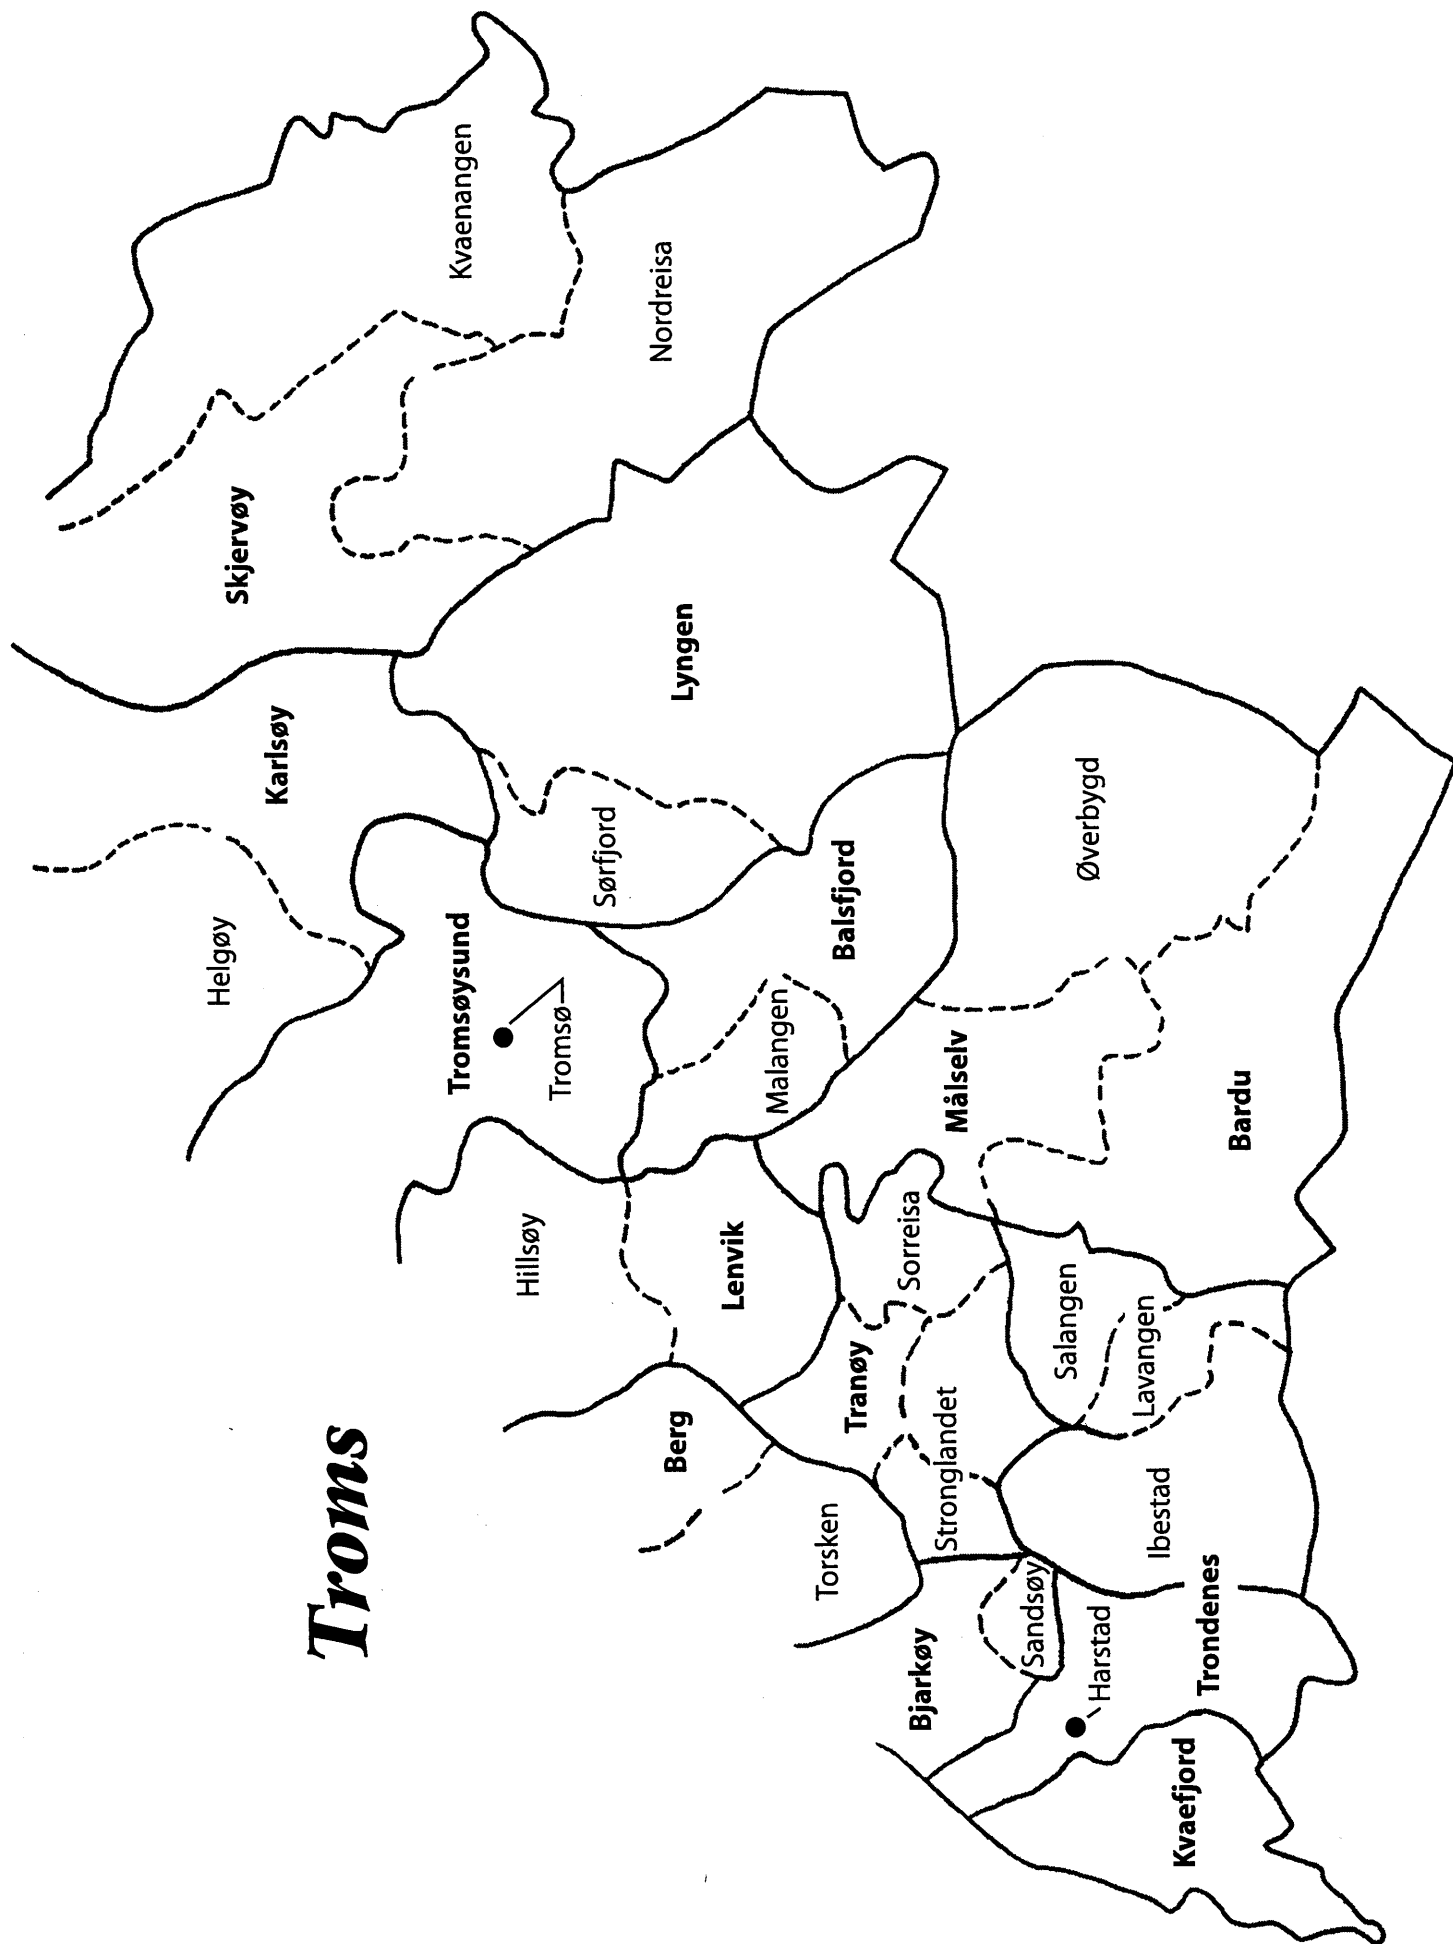 Troms
Kvaenangen
Nordreisa
Skjervøy
Karlsøy
Helgøy
Lyngen
Sørfjord
Tromsøysund
Tromsø
Balsfjord
Malangen
Øverbygd
Målselv
Bardu
Hillsøy
Lenvik
Sorreisa
Berg
Tranøy
Salangen
Lavangen
Torsken
Stronglandet
Ibestad
Bjarkøy
Sandsøy
Harstad
Trondenes
Kvaefjord